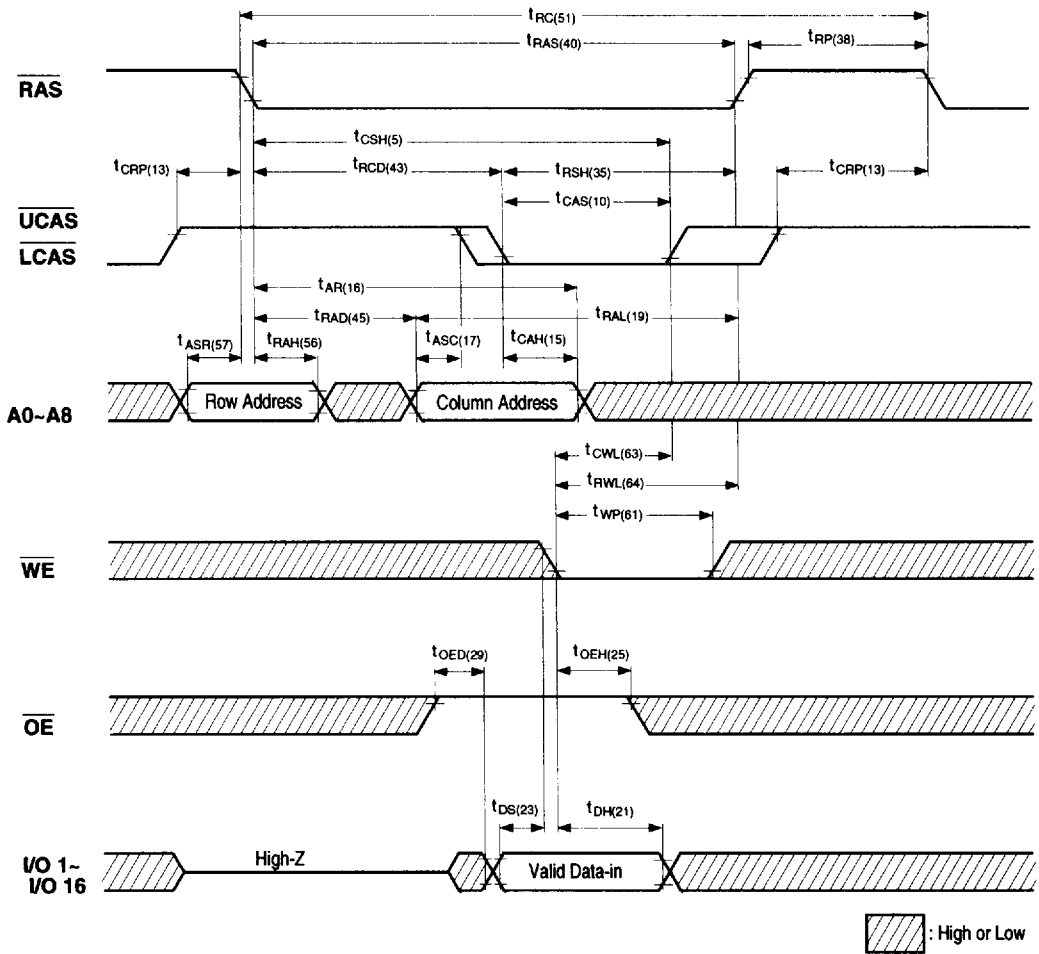 tRC(51)
tRAS(40)
tRP(38)
RAS
tCSH(5)
tCRP(13)
tRCD(43)
tRSH(35)
tCRP(13)
tCAS(10)
UCAS
LCAS
tAR(16)
tRAD(45)
tRAL(19)
tASR(57)
tRAH(56)
tASC(17)
tCAH(15)
A0~A8
Row Address
Column Address
tCWL(63)
tRWL(64)
tWP(61)
WE
tOED(29)
tOEH(25)
OE
tDS(23)
tDH(21)
I/O 1~
I/O 16
High-Z
Valid Data-in
: High or Low